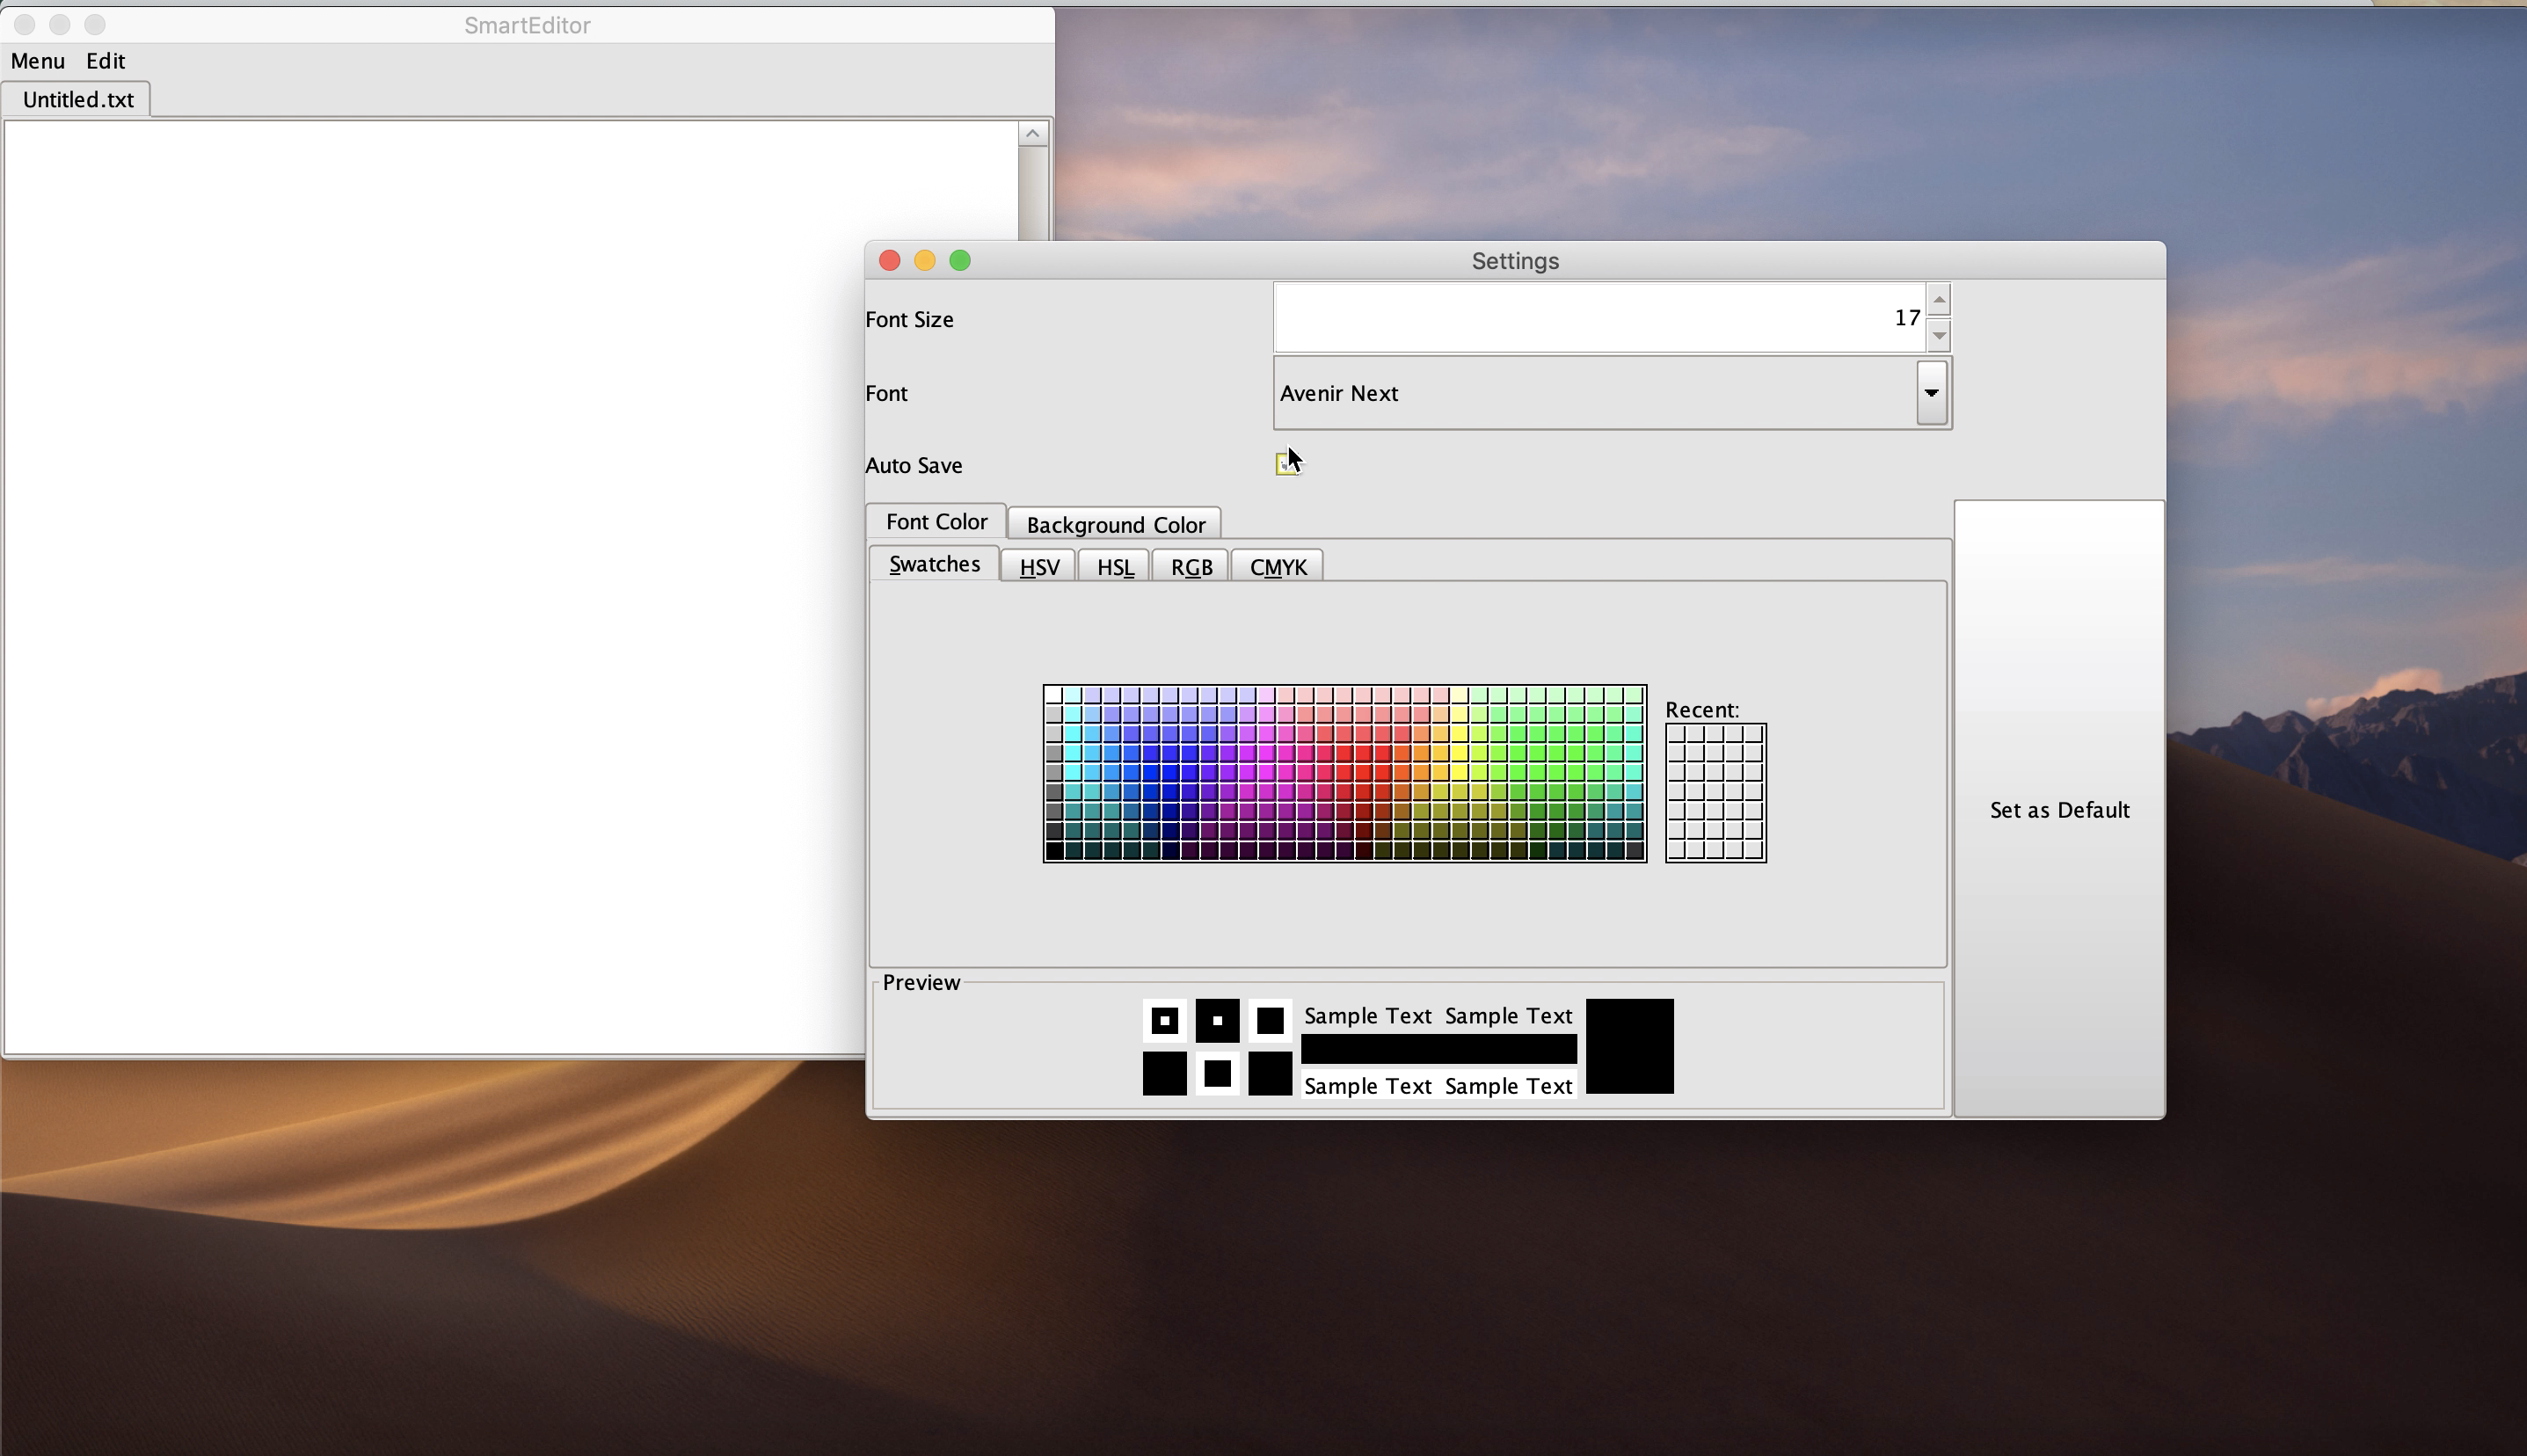 SmartEditor
Menu Edit
Untitled.txt
Settings
Font Size 17
Font Avenir Next
Auto Save
Font Color Background Color
Swatches HSV HSL RGB CMYK
Recent:
Set as Default
Preview
Sample Text Sample Text
Sample Text Sample Text